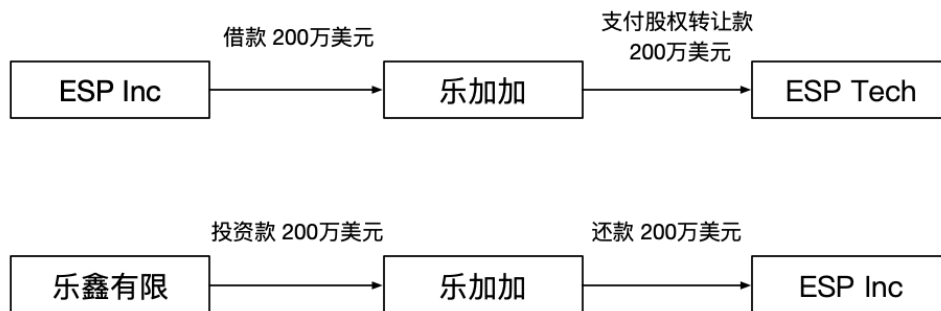 借款 200万美元
支付股权转让款
200万美元
ESP Inc
乐加加
ESP Tech
投资款 200万美元
还款 200万美元
乐鑫有限
乐加加
ESP Inc